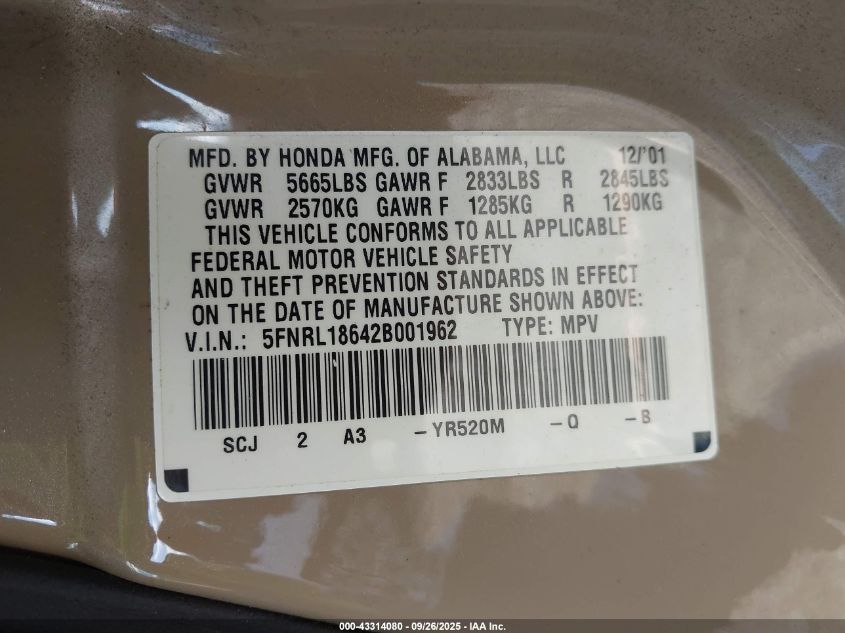 MFD. BY HONDA MFG. OF ALABAMA, LLC 12/'01
GVWR 5665LBS GAWR F 2833LBS R 2845LBS
GVWR 2570KG GAWR F 1285KG R 1290KG
THIS VEHICLE CONFORMS TO ALL APPLICABLE
FEDERAL MOTOR VEHICLE SAFETY
AND THEFT PREVENTION STANDARDS IN EFFECT
ON THE DATE OF MANUFACTURE SHOWN ABOVE:
V.I.N.: 5FNRL18642B001962 TYPE: MPV
SCJ 2 A3 -YR520M -Q -B
000-43314080 - 09/26/2025 - IAA Inc.